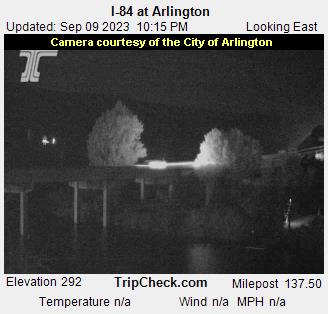 I-84 at Arlington
Updated: Sep 09 2023 10:15 PM Looking East
Camera courtesy of the City of Arlington
Elevation 292 TripCheck.com Milepost 137.50
Temperature n/a Wind n/a MPH n/a